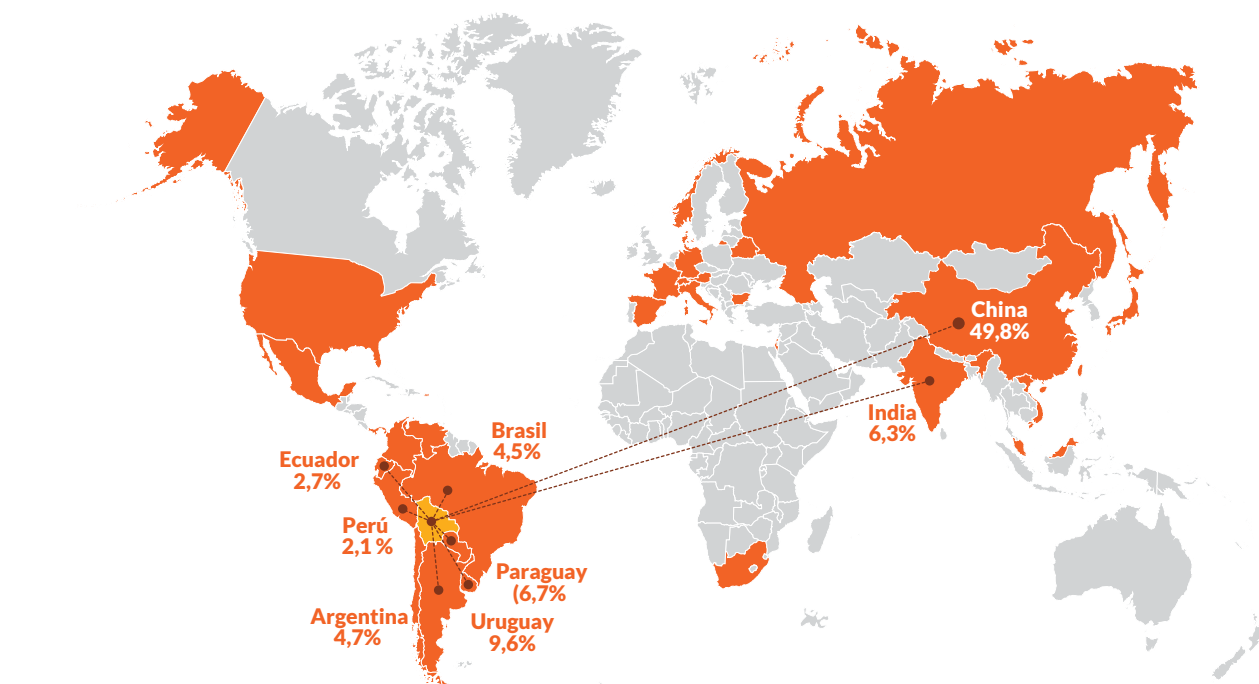 China
49,8%
India
6,3%
Brasil
4,5%
Ecuador
2,7%
Perú
2,1 %
Paraguay
(6,7%
Argentina
4,7%
Uruguay
9,6%